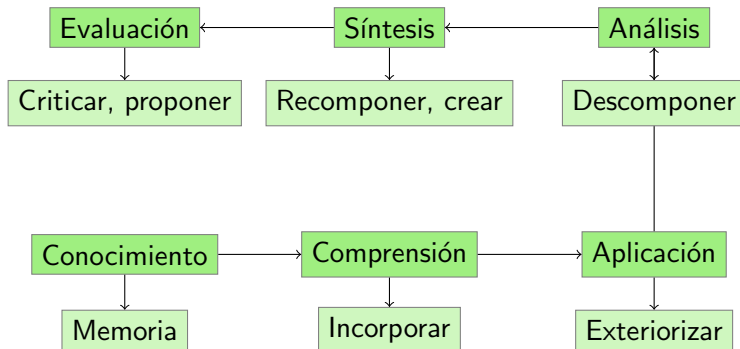 Evaluación
Síntesis
Análisis
Criticar, proponer
Recomponer, crear
Descomponer
Conocimiento
Comprensión
Aplicación
Memoria
Incorporar
Exteriorizar